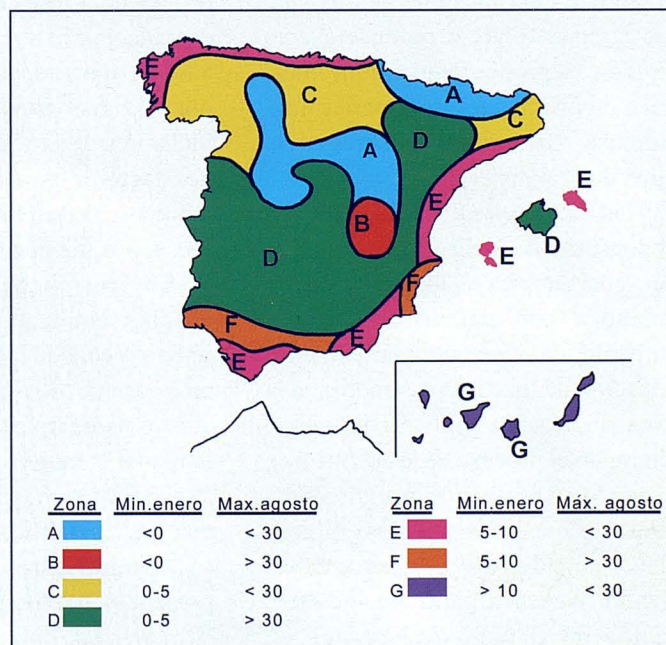 E
C
A
C
D
A
E
E
B
D
E
D
F
F
E
E
G
G
Zona Min.enero Max.agosto
A <0 < 30
B <0 > 30
C 0-5 < 30
D 0-5 > 30
Zona Min.enero Máx.agosto
E 5-10 < 30
F 5-10 > 30
G > 10 < 30